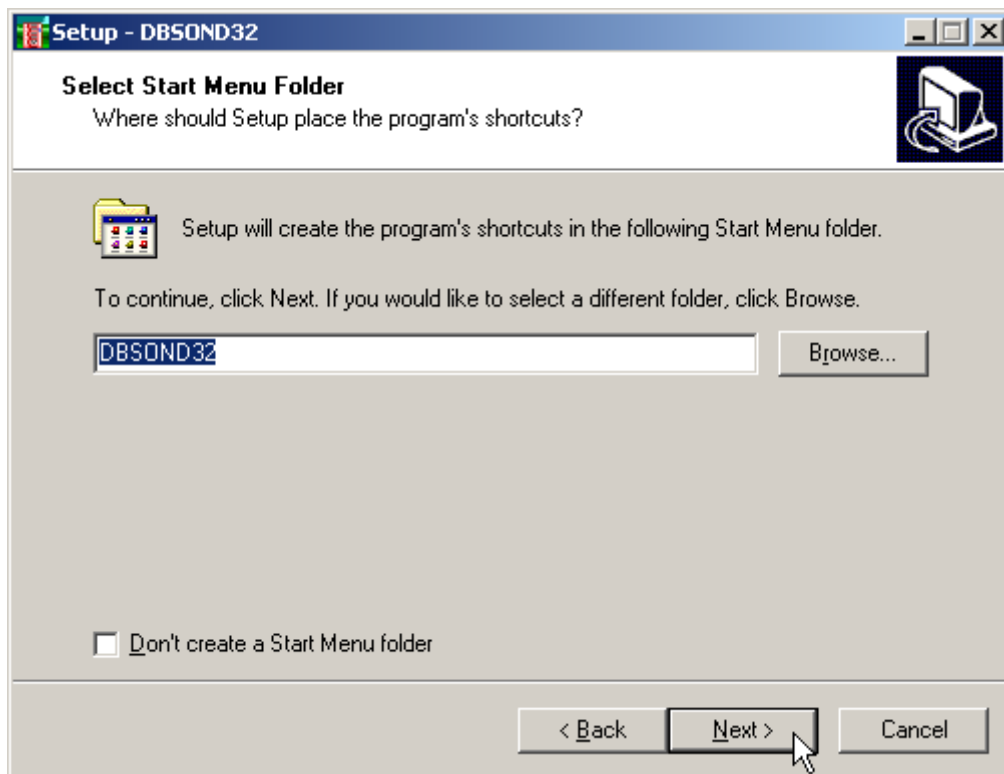 Setup - DBSOND32
Select Start Menu Folder
Where should Setup place the program's shortcuts?
Setup will create the program's shortcuts in the following Start Menu folder.
To continue, click Next. If you would like to select a different folder, click Browse.
DBSOND32
Browse...
Don't create a Start Menu folder
< Back
Next >
Cancel